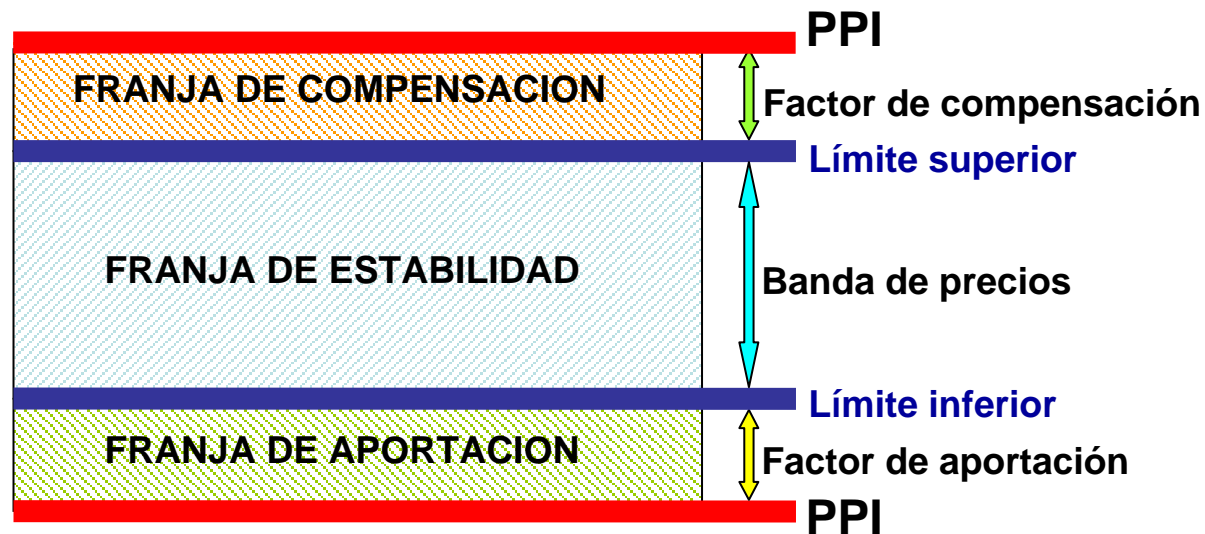 PPI
FRANJA DE COMPENSACION
Factor de compensación
Límite superior
FRANJA DE ESTABILIDAD
Banda de precios
Límite inferior
FRANJA DE APORTACION
Factor de aportación
PPI